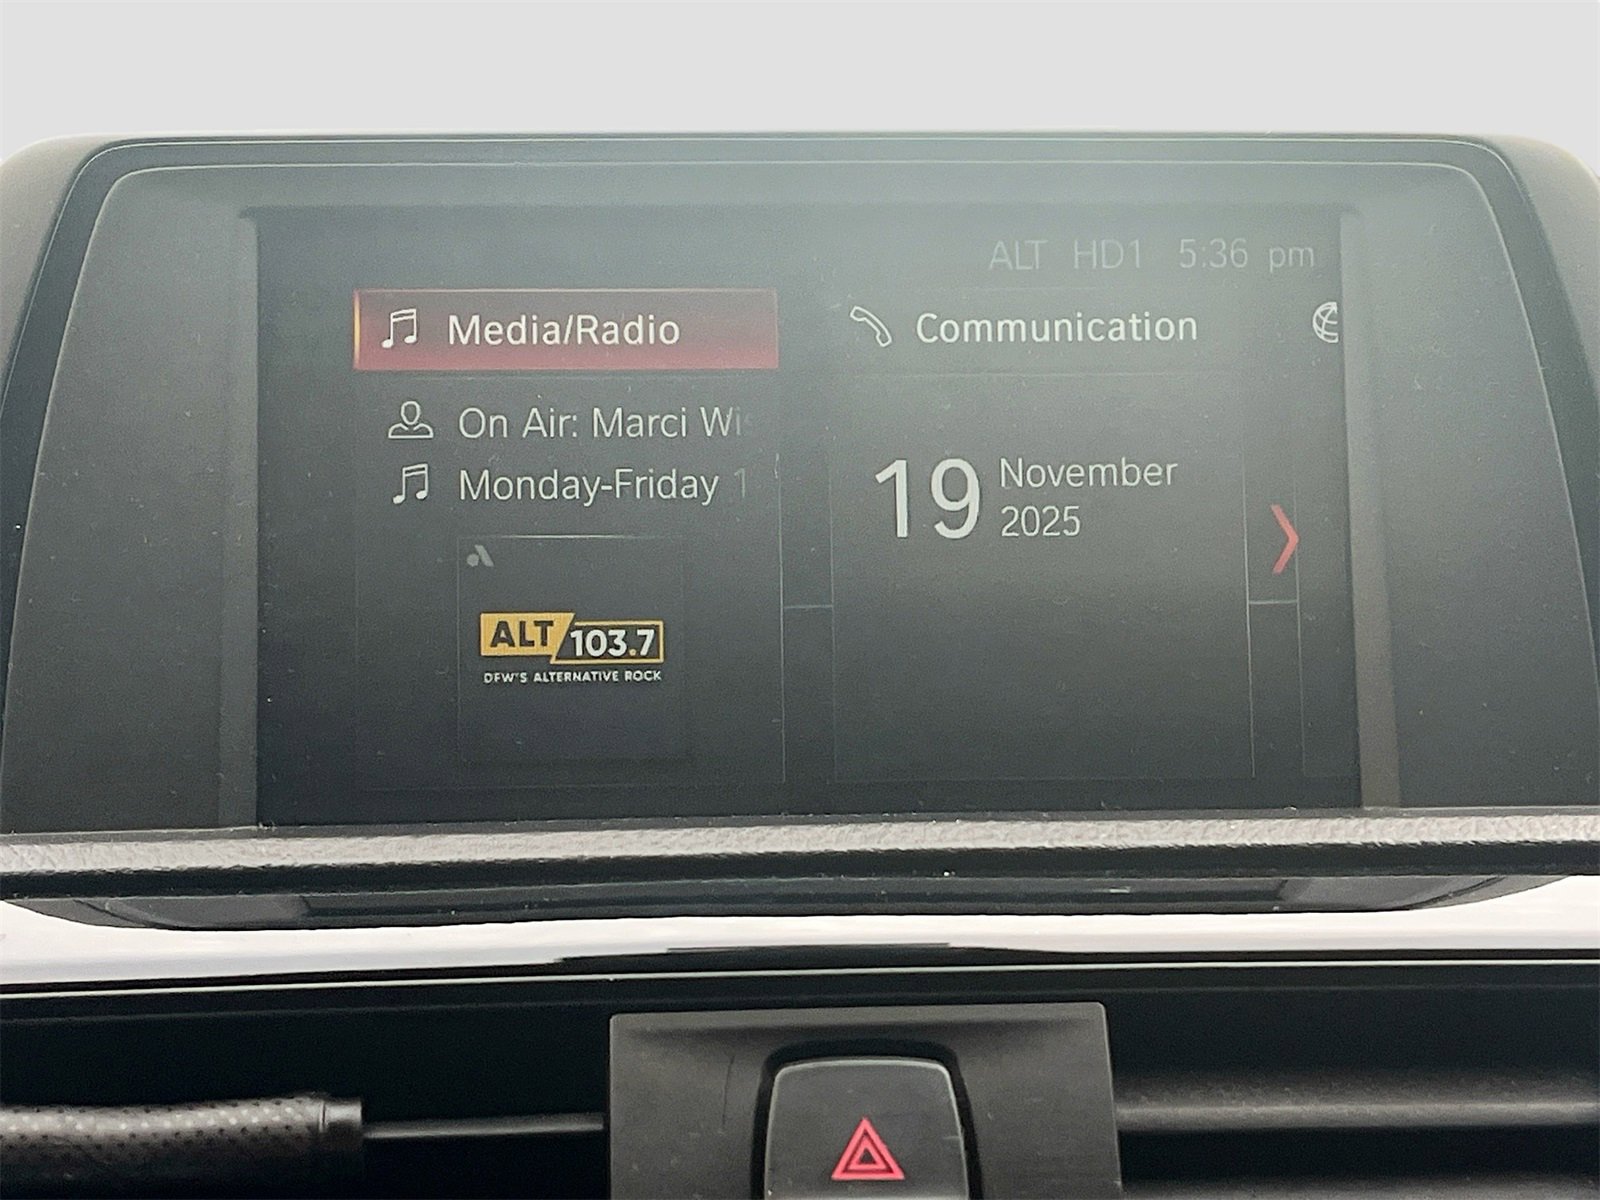 ALT HD1 5:36 pm
Media/Radio
Communication
On Air: Marci
Monday-Friday 1
19 November
2025
ALT 103.7
DFW'S ALTERNATIVE ROCK